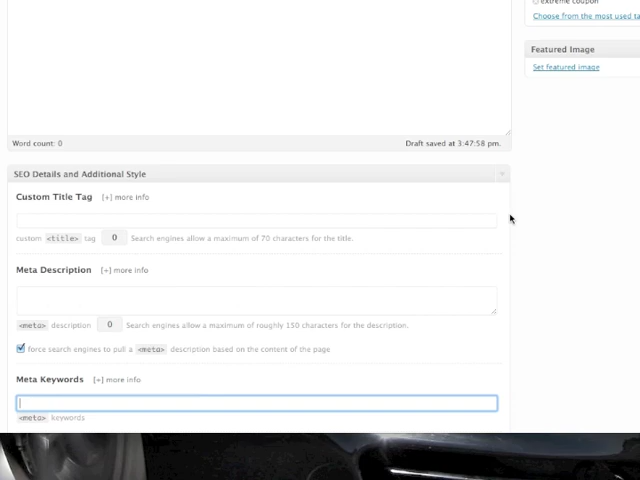 extreme coupon
Choose from the most used ta
Featured Image
Set featured image
Word count: 0
Draft saved at 3:47:58 pm.
SEO Details and Additional Style
Custom Title Tag [+] more info
custom <title> tag 0 Search engines allow a maximum of 70 characters for the title.
Meta Description [+] more info
<meta> description 0 Search engines allow a maximum of roughly 150 characters for the description.
force search engines to pull a <meta> description based on the content of the page
Meta Keywords [+] more info
<meta> keywords